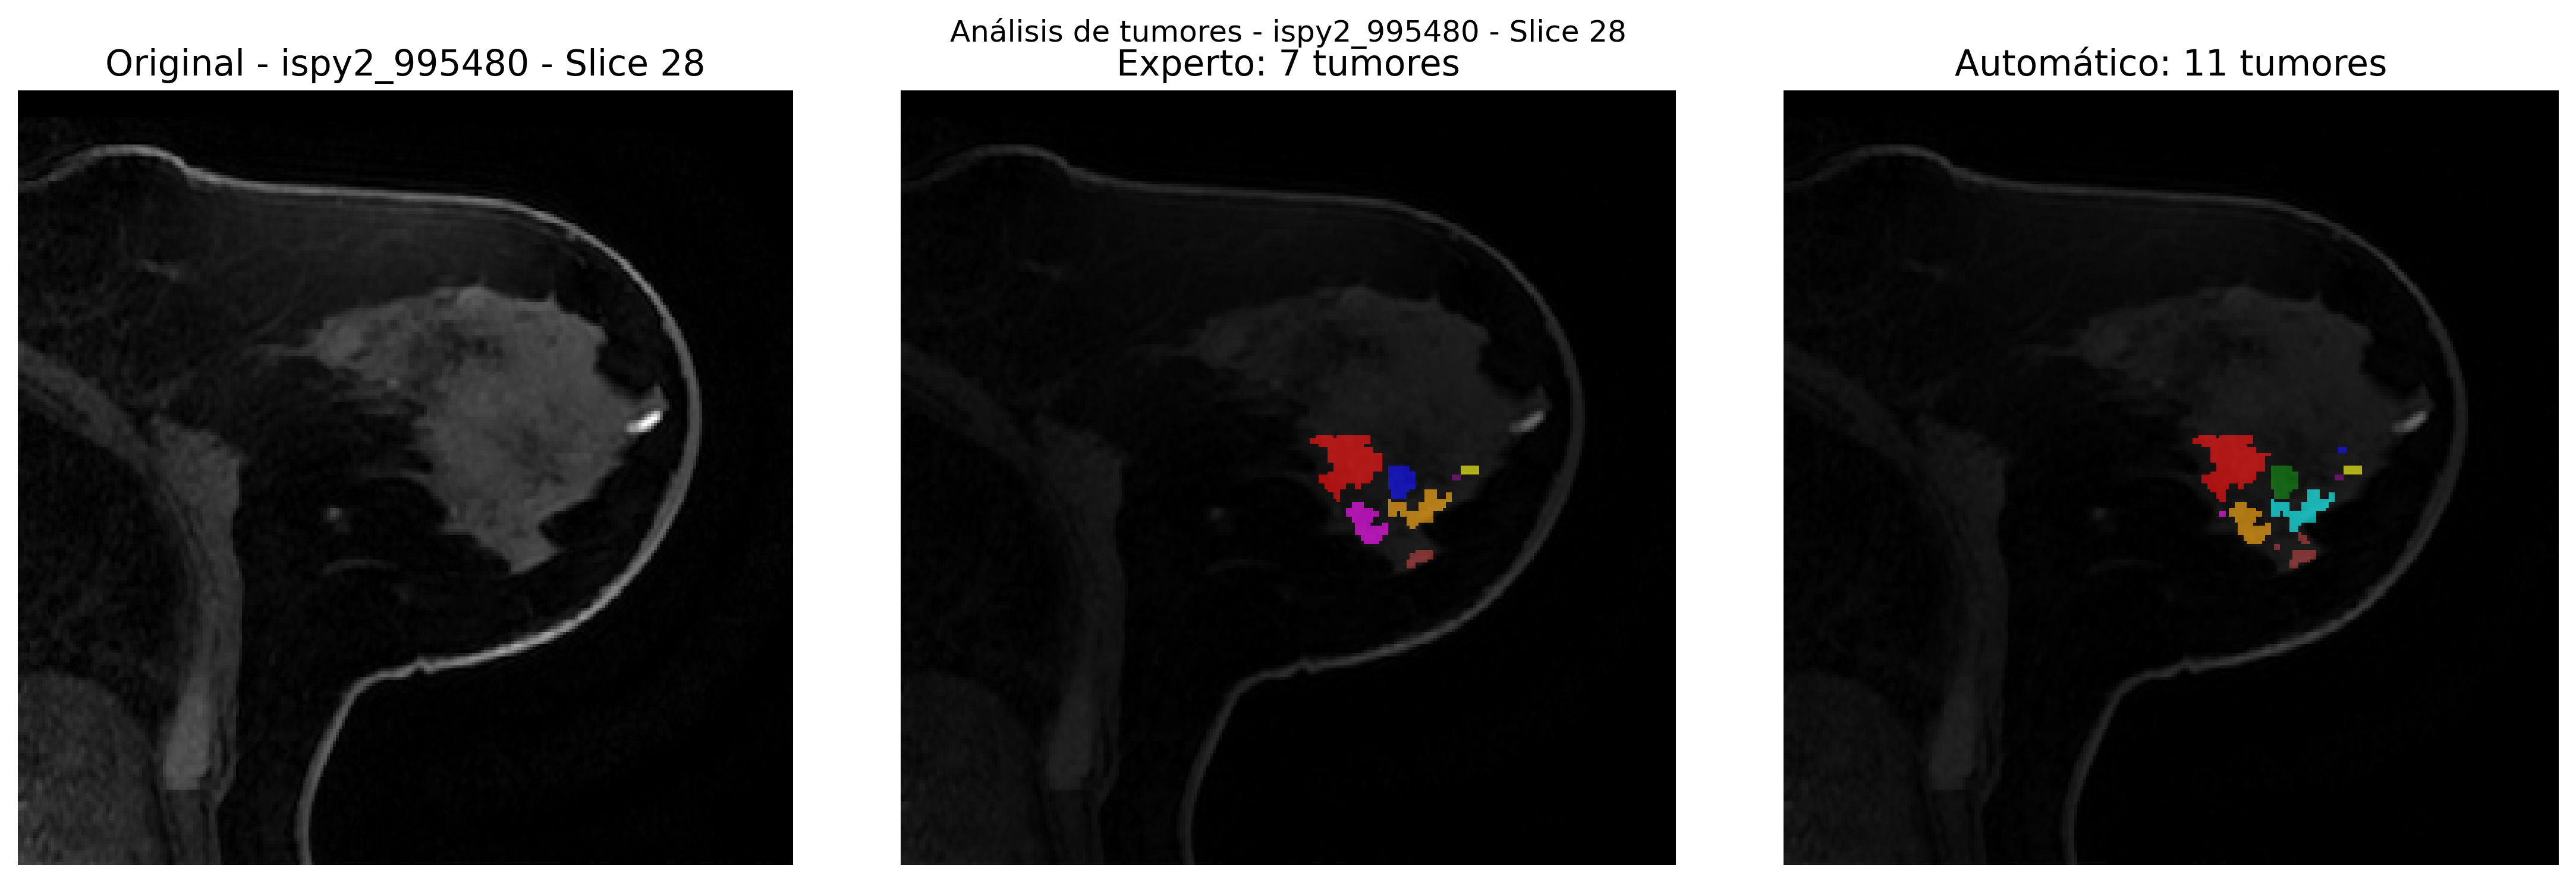 Análisis de tumores - ispy2_995480 - Slice 28
Original - ispy2_995480 - Slice 28
Experto: 7 tumores
Automático: 11 tumores